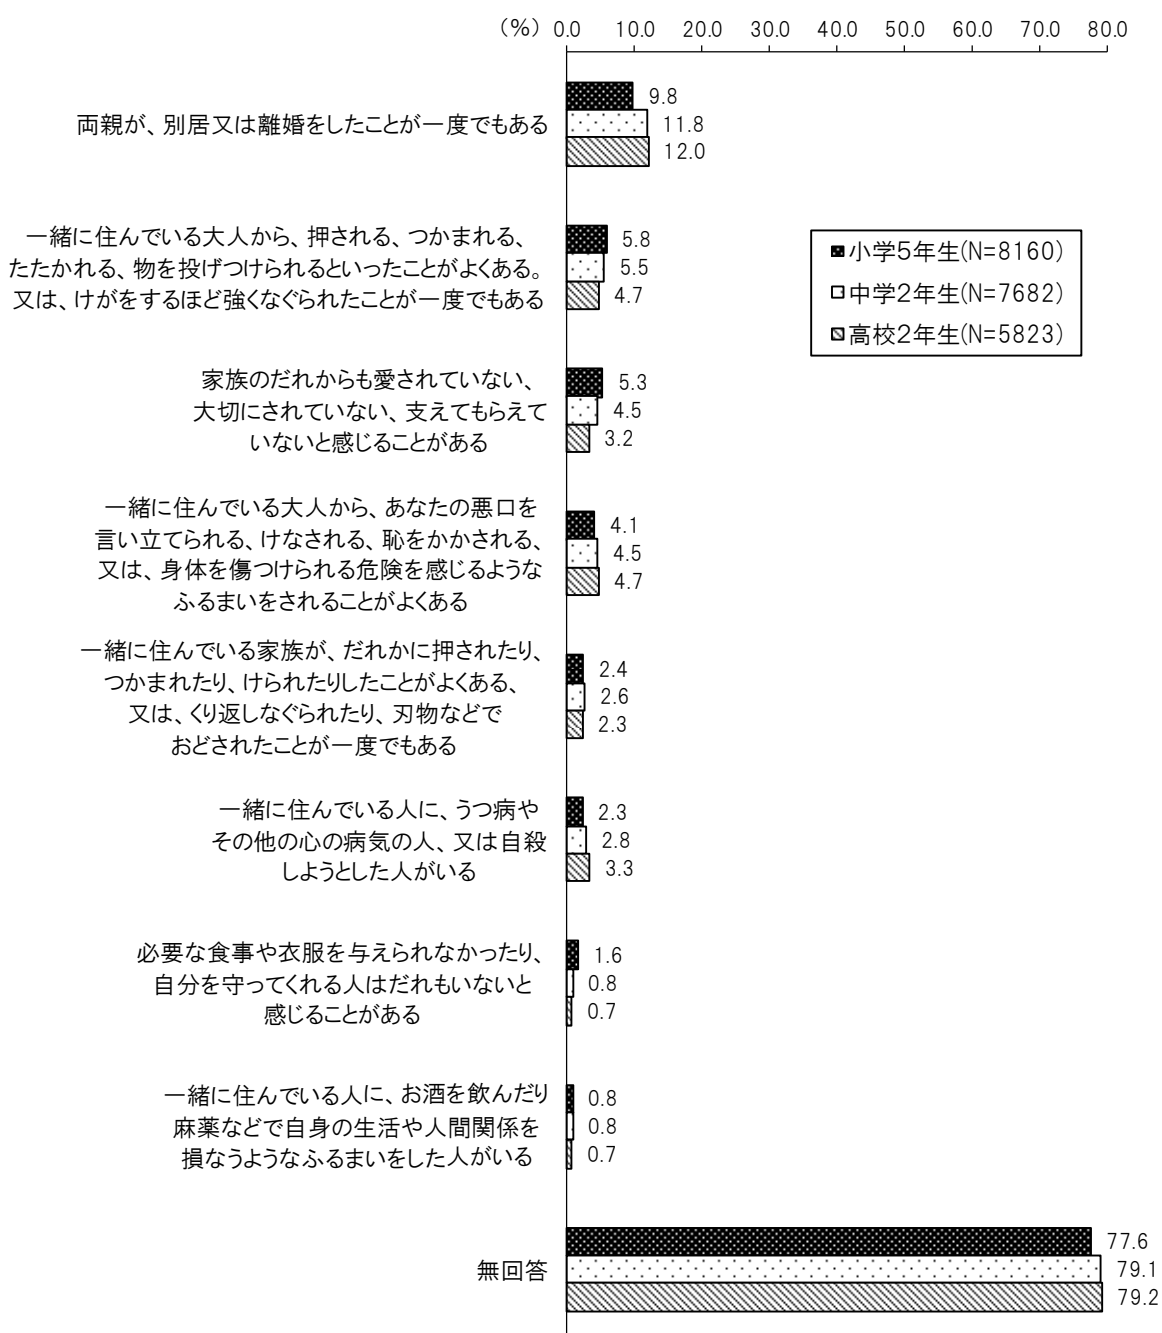 (%) 0.0 10.0 20.0 30.0 40.0 50.0 60.0 70.0 80.0
両親が、別居又は離婚をしたことが一度でもある
9.8
11.8
12.0
一緒に住んでいる大人から、押される、つかまれる、
たたかれる、物を投げつけられるといったことがよくある。
又は、けがをするほど強くなぐられたことが一度でもある
5.8
5.5
4.7
小学5年生(N=8160)
中学2年生(N=7682)
高校2年生(N=5823)
家族のだれからも愛されていない、
大切にされていない、支えてもらえて
いないと感じることがある
5.3
4.5
3.2
一緒に住んでいる大人から、あなたの悪口を
言い立てられる、けなされる、恥をかかされる、
又は、身体を傷つけられる危険を感じるような
ふるまいをされることがよくある
4.1
4.5
4.7
一緒に住んでいる家族が、だれかに押されたり、
つかまれたり、けられたりしたことがよくある、
又は、くり返しなぐられたり、刃物などで
おどされたことが一度でもある
2.4
2.6
2.3
一緒に住んでいる人に、うつ病や
その他の心の病気の人、又は自殺
しようとした人がいる
2.3
2.8
3.3
必要な食事や衣服を与えられなかったり、
自分を守ってくれる人はだれもいないと
感じることがある
1.6
0.8
0.7
一緒に住んでいる人に、お酒を飲んだり
麻薬などで自身の生活や人間関係を
損なうようなふるまいをした人がいる
0.8
0.8
0.7
無回答
77.6
79.1
79.2